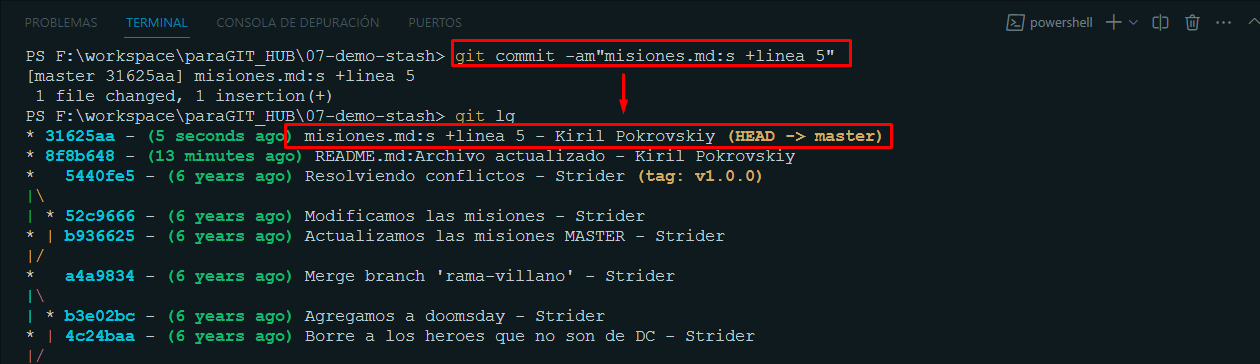 PROBLEMAS TERMINAL CONSOLA DE DEPURACIÓN PUERTOS powershell
PS F:\workspace\paraGIT_HUB\07-demo-stash> git commit -am"misiones.md:s +linea 5"
[master 31625aa] misiones.md:s +linea 5
 1 file changed, 1 insertion(+)
PS F:\workspace\paraGIT_HUB\07-demo-stash> git lg
* 31625aa - (5 seconds ago) misiones.md:s +linea 5 - Kiril Pokrovskiy (HEAD -> master)
* 8f8b648 - (13 minutes ago) README.md:Archivo actualizado - Kiril Pokrovskiy
*   5440fe5 - (6 years ago) Resolviendo conflictos - Strider (tag: v1.0.0)
|\
| * 52c9666 - (6 years ago) Modificamos las misiones - Strider
* | b936625 - (6 years ago) Actualizamos las misiones MASTER - Strider
|/
*   a4a9834 - (6 years ago) Merge branch 'rama-villano' - Strider
|\
| * b3e02bc - (6 years ago) Agregamos a doomsday - Strider
* | 4c24baa - (6 years ago) Borre a los heroes que no son de DC - Strider
|/